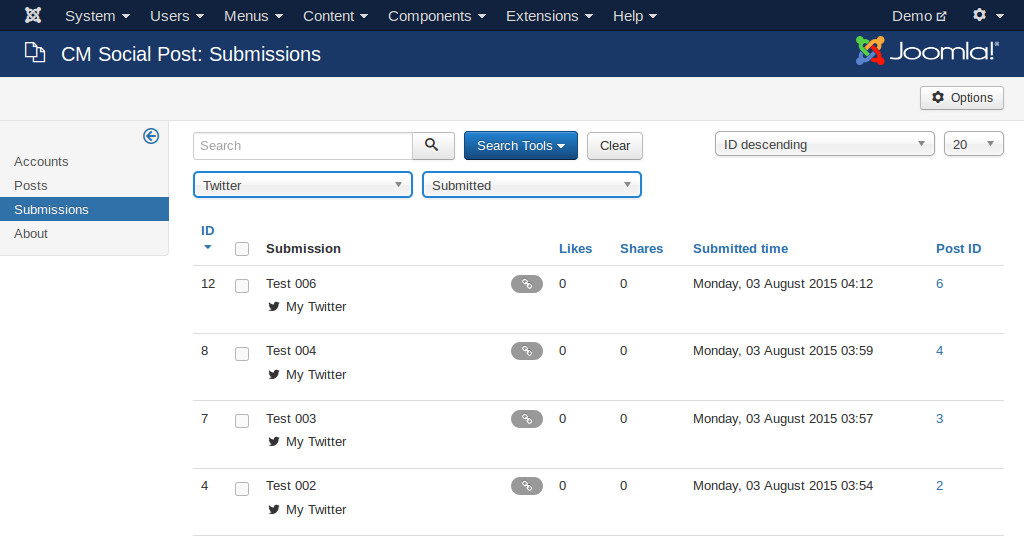 System Users Menus Content Components Extensions Help Demo
CM Social Post: Submissions Joomla!®
Options
Accounts
Posts
Submissions
About
Search Search Tools Clear ID descending 20
Twitter Submitted
ID Submission Likes Shares Submitted time Post ID
12 Test 006 0 0 Monday, 03 August 2015 04:12 6
My Twitter
8 Test 004 0 0 Monday, 03 August 2015 03:59 4
My Twitter
7 Test 003 0 0 Monday, 03 August 2015 03:57 3
My Twitter
4 Test 002 0 0 Monday, 03 August 2015 03:54 2
My Twitter